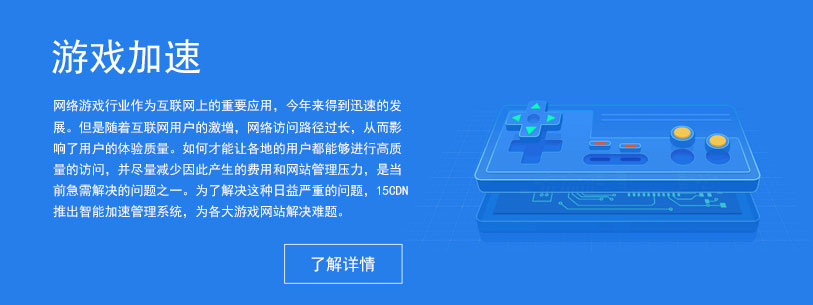 游戏加速
网络游戏行业作为互联网上的重要应用，今年来得到迅速的发
展。但是随着互联网用户的激增，网络访问路径过长，从而影
响了用户的体验质量。如何才能让各地的用户都能够进行高质
量的访问，并尽量减少因此产生的费用和网站管理压力，是当
前急需解决的问题之一。为了解决这种日益严重的问题，15CDN
推出智能加速管理系统，为各大游戏网站解决难题。
了解详情